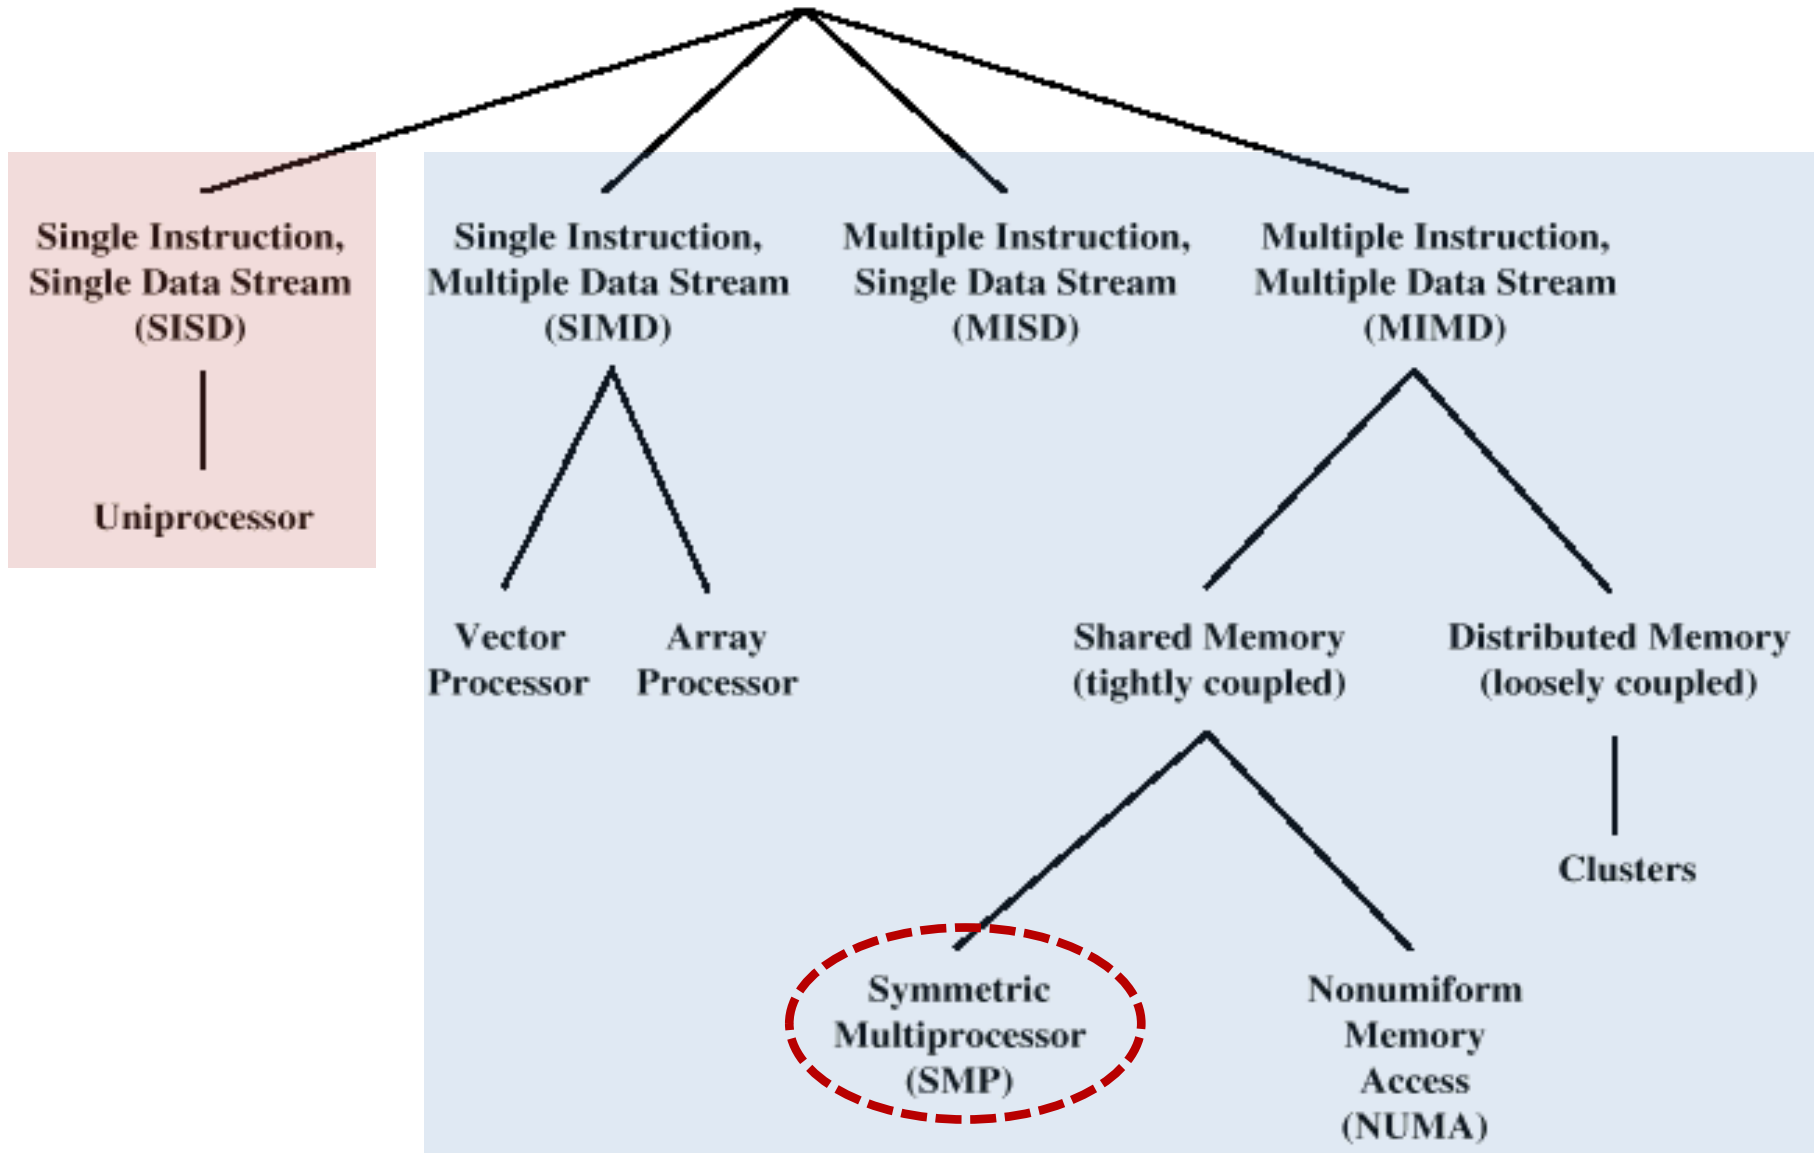 Single Instruction,
Single Data Stream
(SISD)
Uniprocessor
Single Instruction,
Multiple Data Stream
(SIMD)
Vector
Processor
Array
Processor
Multiple Instruction,
Single Data Stream
(MISD)
Multiple Instruction,
Multiple Data Stream
(MIMD)
Shared Memory
(tightly coupled)
Symmetric
Multiprocessor
(SMP)
Nonumiform
Memory
Access
(NUMA)
Distributed Memory
(loosely coupled)
Clusters